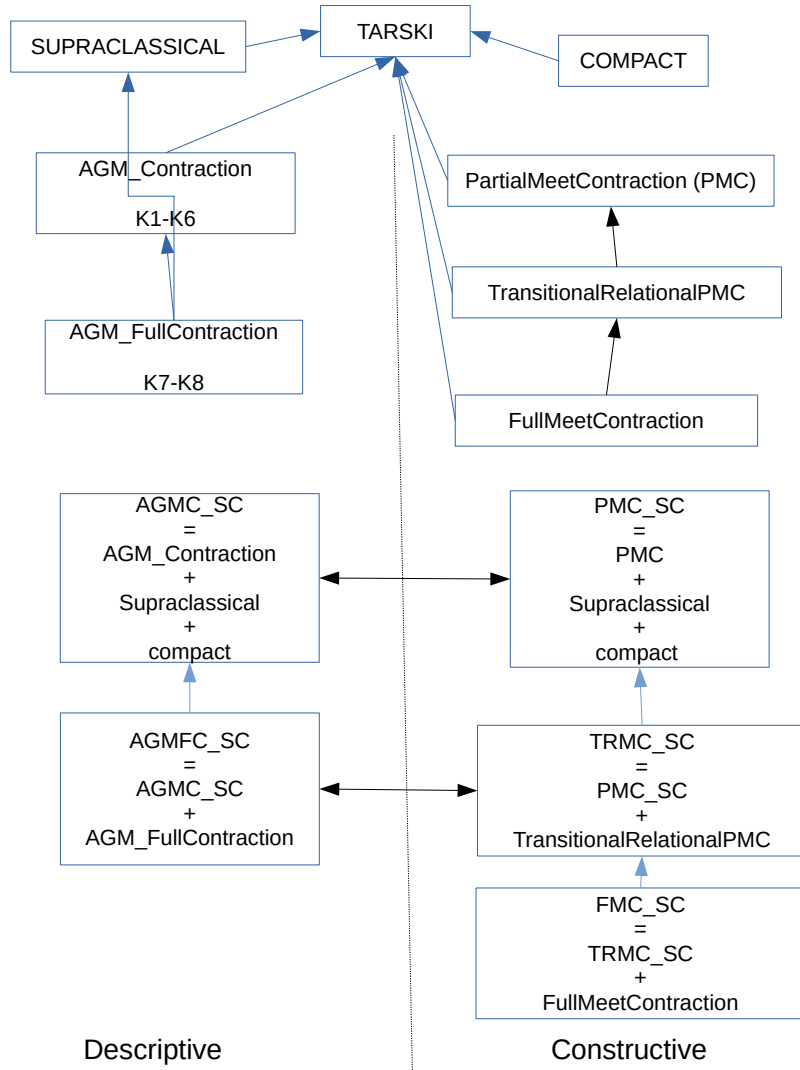 SUPRACLASSICAL
TARSKI
COMPACT
AGM_Contraction
K1-K6
PartialMeetContraction (PMC)
TransitionalRelationalPMC
AGM_FullContraction
K7-K8
FullMeetContraction
AGMC_SC
=
AGM_Contraction
+
Supraclassical
+
compact
PMC_SC
=
PMC
+
Supraclassical
+
compact
AGMFC_SC
=
AGMC_SC
+
AGM_FullContraction
TRMC_SC
=
PMC_SC
+
TransitionalRelationalPMC
FMC_SC
=
TRMC_SC
+
FullMeetContraction
Descriptive
Constructive